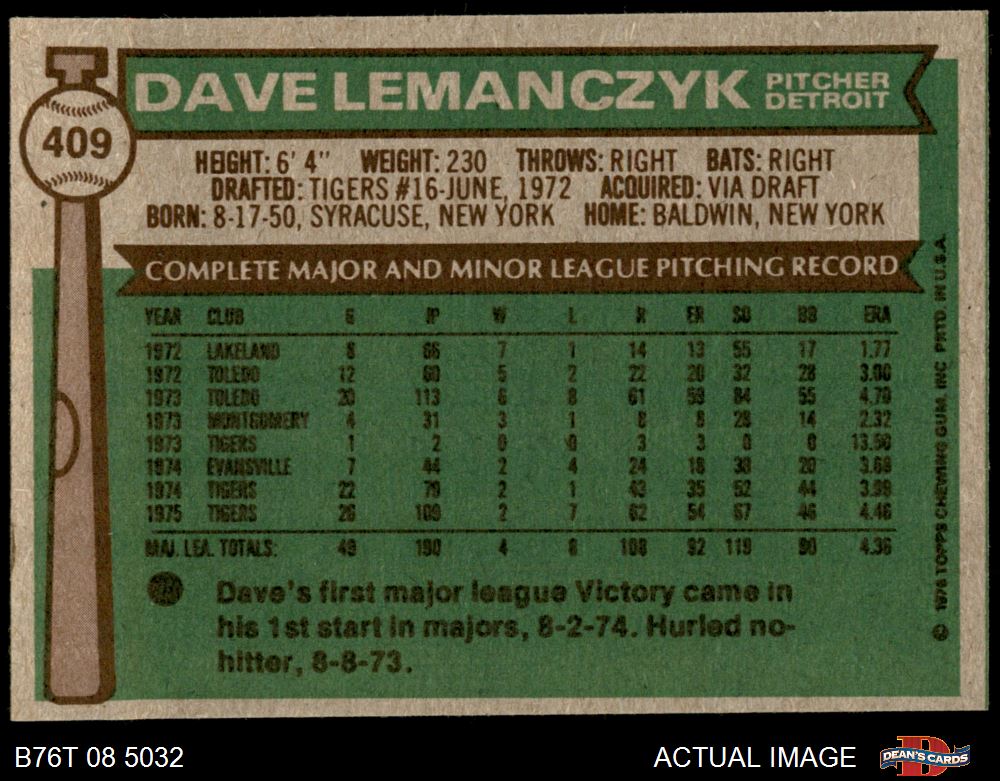 DAVE LEMANCZYK PITCHER DETROIT
409
HEIGHT: 6' 4" WEIGHT: 230 THROWS: RIGHT BATS: RIGHT
DRAFTED: TIGERS #16-JUNE, 1972 ACQUIRED: VIA DRAFT
BORN: 8-17-50, SYRACUSE, NEW YORK HOME: BALDWIN, NEW YORK
COMPLETE MAJOR AND MINOR LEAGUE PITCHING RECORD
YEAR CLUB G IP W L R ER SO BB ERA
1972 LAKELAND 8 66 7 1 14 13 55 17 1.77
1972 TOLEDO 12 60 5 2 22 20 32 28 3.00
1973 TOLEDO 20 113 6 8 61 59 84 55 4.70
1973 MONTGOMERY 4 31 3 1 8 8 28 14 2.32
1973 TIGERS 1 2 0 0 3 3 0 0 13.50
1974 EVANSVILLE 7 44 2 4 24 18 38 20 3.68
1974 TIGERS 22 79 2 1 43 35 52 44 3.99
1975 TIGERS 26 109 2 7 62 54 67 46 4.46
MAJ. LEA. TOTALS: 49 190 4 8 108 92 119 90 4.36
Dave's first major league Victory came in
his 1st start in majors, 8-2-74. Hurled no-
hitter, 8-8-73.
© 1976 TOPPS CHEWING GUM, INC. PRTD. IN U.S.A.
B76T 08 5032 ACTUAL IMAGE DEAN'S CARDS